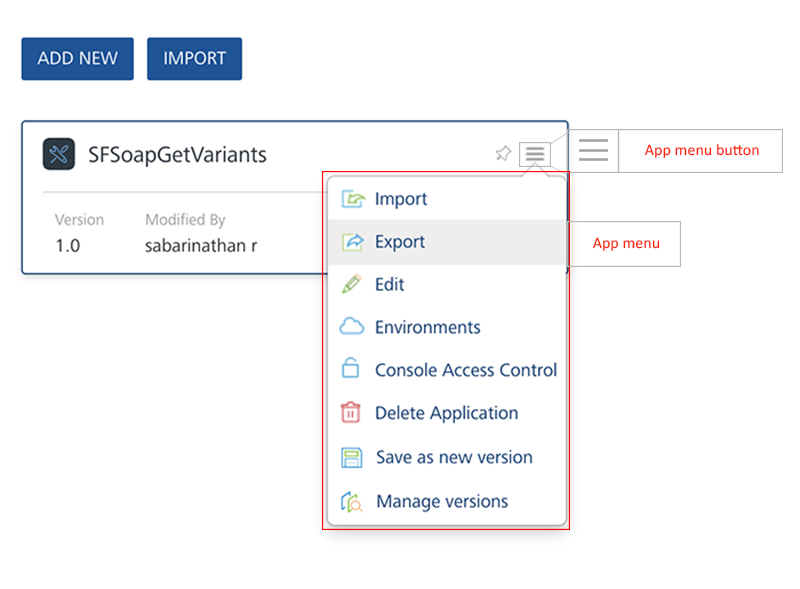 ADD NEW IMPORT
SFSoapGetVariants
App menu button
Version Modified By
1.0 sabarinathan r
Import
Export
App menu
Edit
Environments
Console Access Control
Delete Application
Save as new version
Manage versions